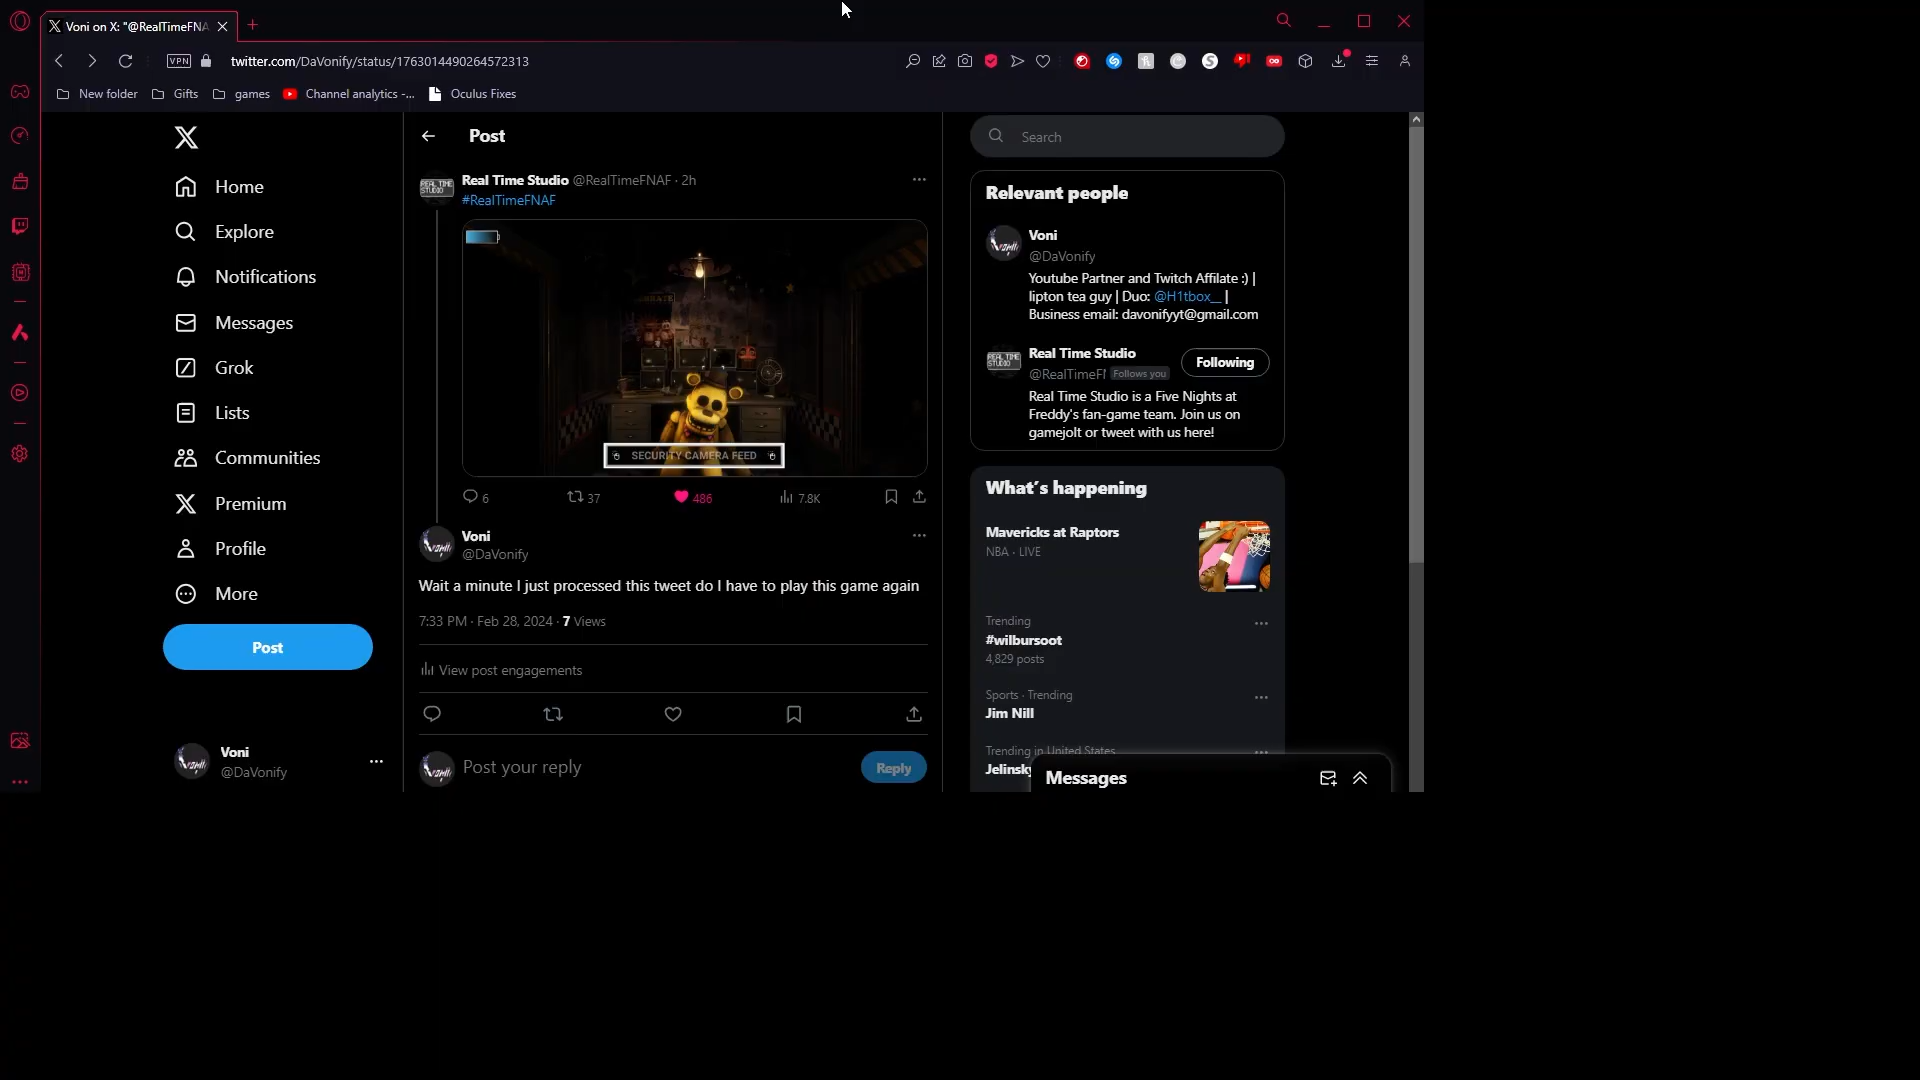 Voni on X: "@RealTimeFNA
VPN
twitter.com/DaVonify/status/1763014490264572313
New folder
Gifts
games
Channel analytics -...
Oculus Fixes
Home
Explore
Notifications
Messages
Grok
Lists
Communities
Premium
Profile
More
Post
Voni
@DaVonify
Post
Real Time Studio @RealTimeFNAF · 2h
#RealTimeFNAF
SECURITY CAMERA FEED
6
37
486
7.8K
Voni
@DaVonify
Wait a minute I just processed this tweet do I have to play this game again
7:33 PM · Feb 28, 2024 · 7 Views
View post engagements
Post your reply
Reply
Search
Relevant people
Voni
@DaVonify
Youtube Partner and Twitch Affilate :) |
lipton tea guy | Duo: @H1tbox__ |
Business email: davonifyyt@gmail.com
Real Time Studio
@RealTimeFI
Follows you
Following
Real Time Studio is a Five Nights at
Freddy's fan-game team. Join us on
gamejolt or tweet with us here!
What's happening
Mavericks at Raptors
NBA · LIVE
Trending
#wilbursoot
4,829 posts
Sports · Trending
Jim Nill
Trending in United States
Jelinsky
Messages